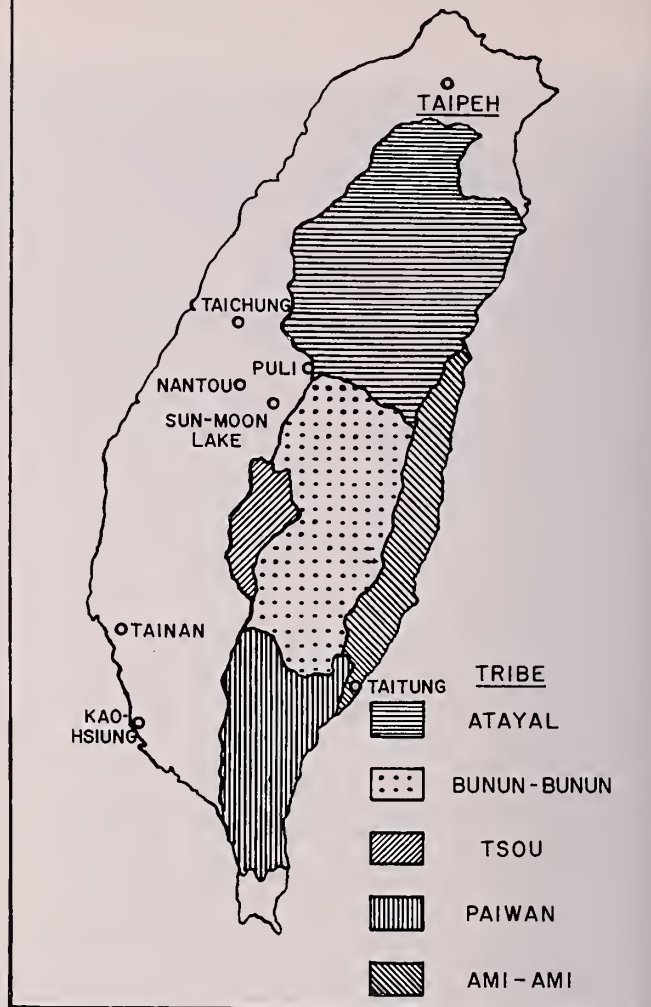 TAIPEH
TAICHUNG
PULI
NANTOU
SUN-MOON
LAKE
TAINAN
KAO-
HSIUNG
TAITUNG
TRIBE
ATAYAL
BUNUN-BUNUN
TSOU
PAIWAN
AMI-AMI